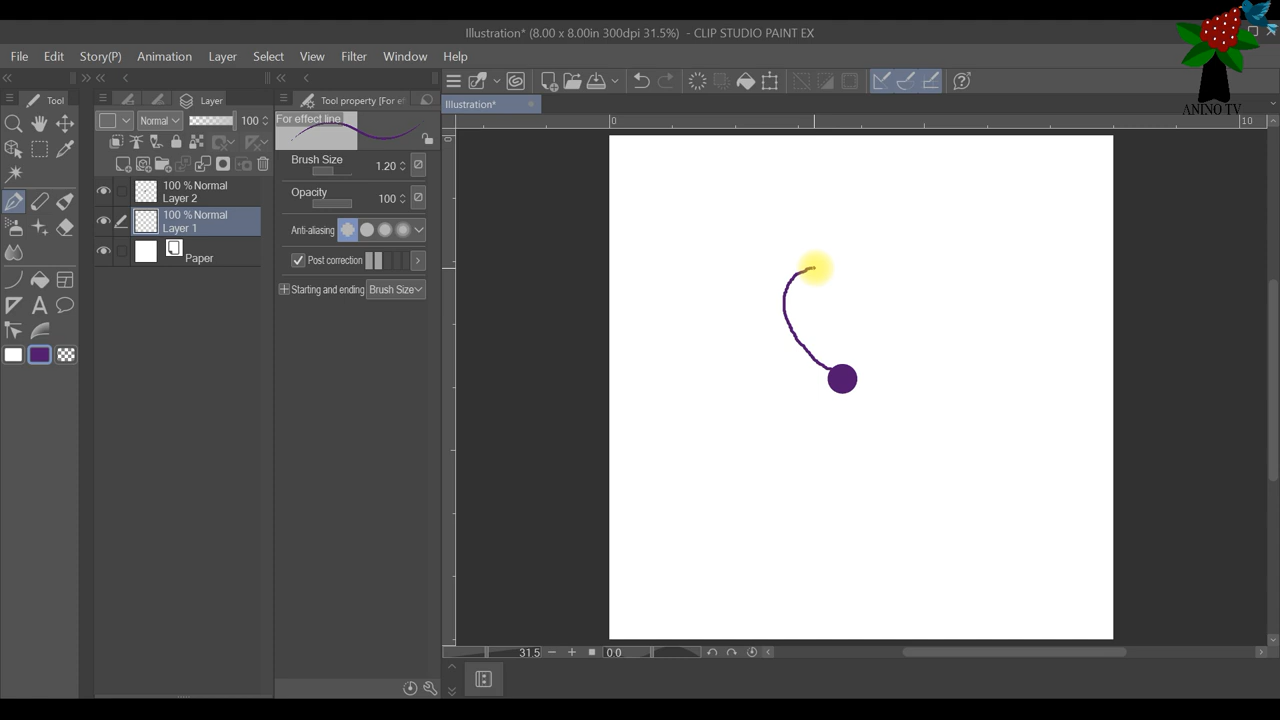 Illustration* (8.00 x 8.00in 300dpi 31.5%) - CLIP STUDIO PAINT EX
File Edit Story(P) Animation Layer Select View Filter Window Help
ANINO TV
Tool
Layer
Tool property [For ef
Illustration*
Normal 100
For effect line
0 10
Brush Size 1.20
Opacity 100
Anti-aliasing
Post correction
Starting and ending Brush Size
100 % Normal
Layer 2
100 % Normal
Layer 1
Paper
31.5 0 0